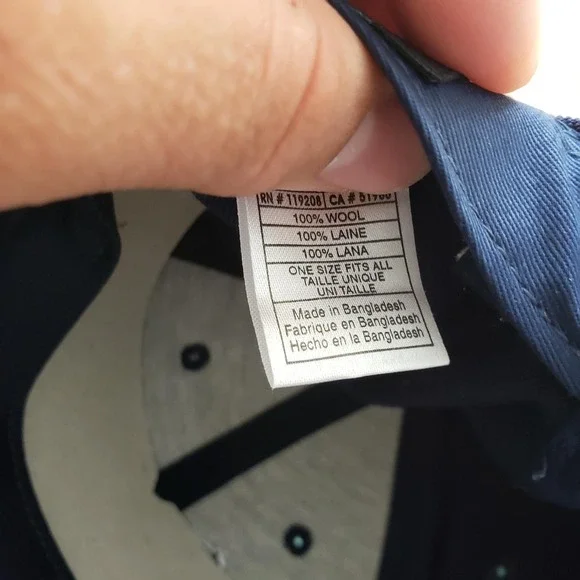 RN # 119208 CA #
100% WOOL
100% LAINE
100% LANA
ONE SIZE FITS ALL
TAILLE UNIQUE
UNI TAILLE
Made in Bangladesh
Fabrique en Bangladesh
Hecho en la Bangladesh